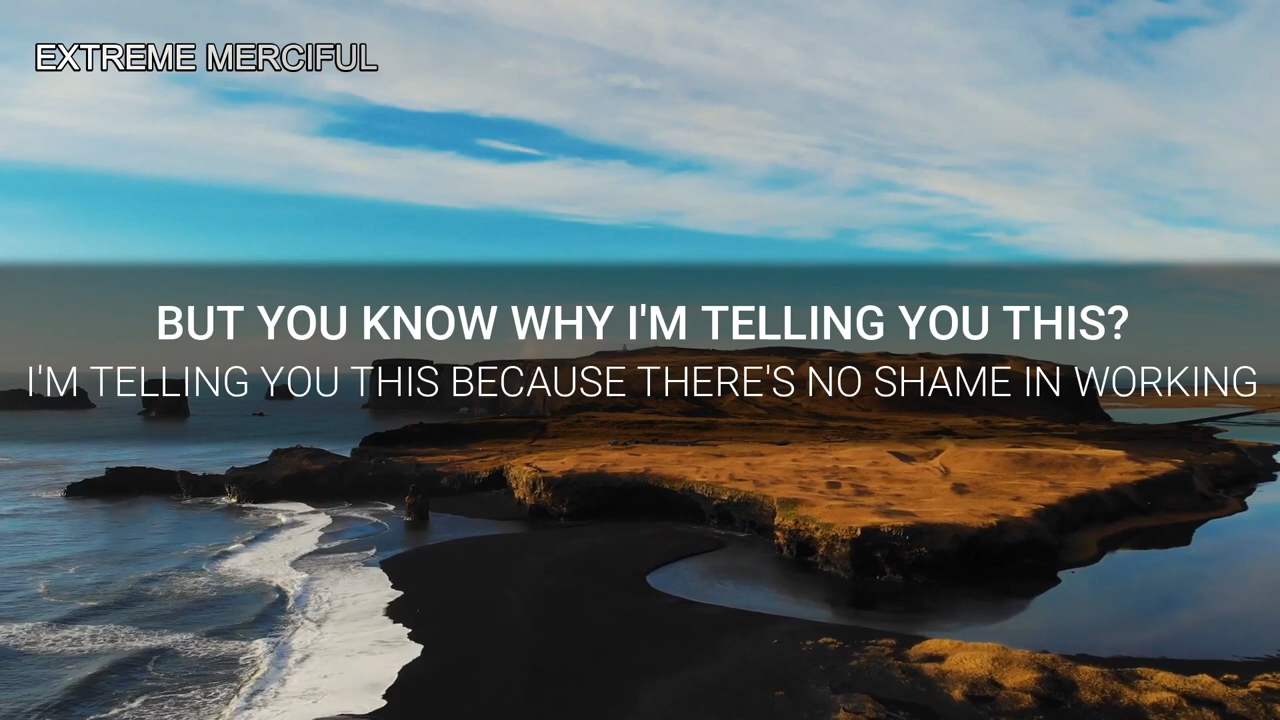 EXTREME MERCIFUL
BUT YOU KNOW WHY I'M TELLING YOU THIS?
I'M TELLING YOU THIS BECAUSE THERE'S NO SHAME IN WORKING